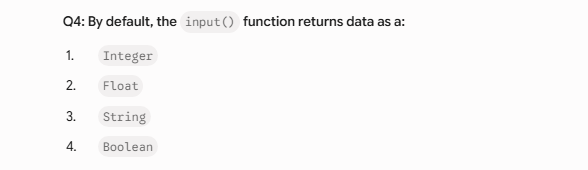 Q4: By default, the input() function returns data as a:
1. Integer
2. Float
3. String
4. Boolean